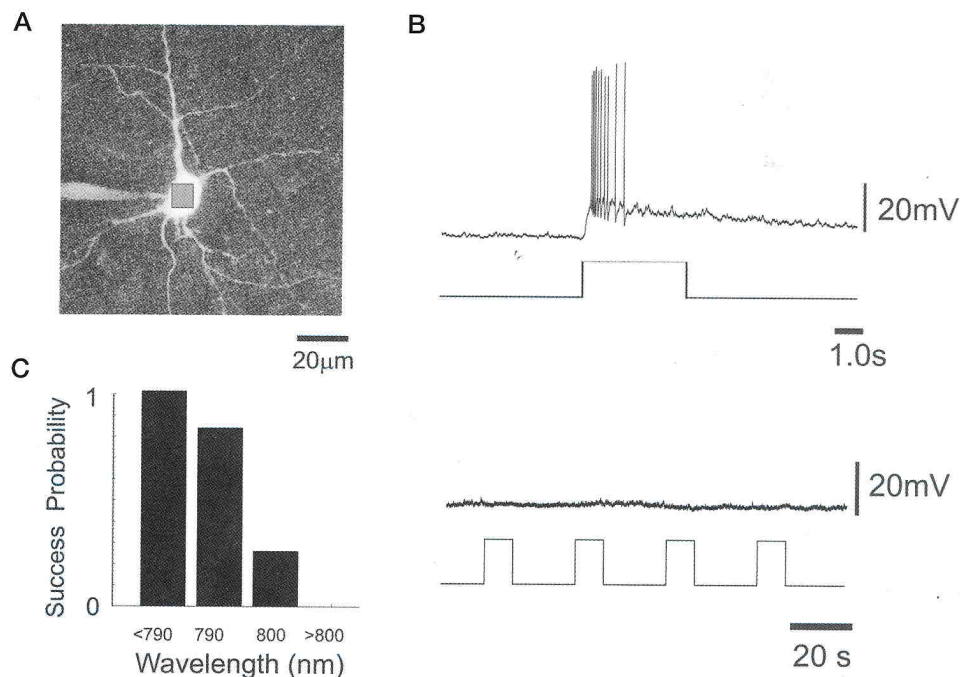 A
20μm
B
20mV
1.0s
20mV
20 s
C
Success Probability
1
0
<790 790 800 >800
Wavelength (nm)